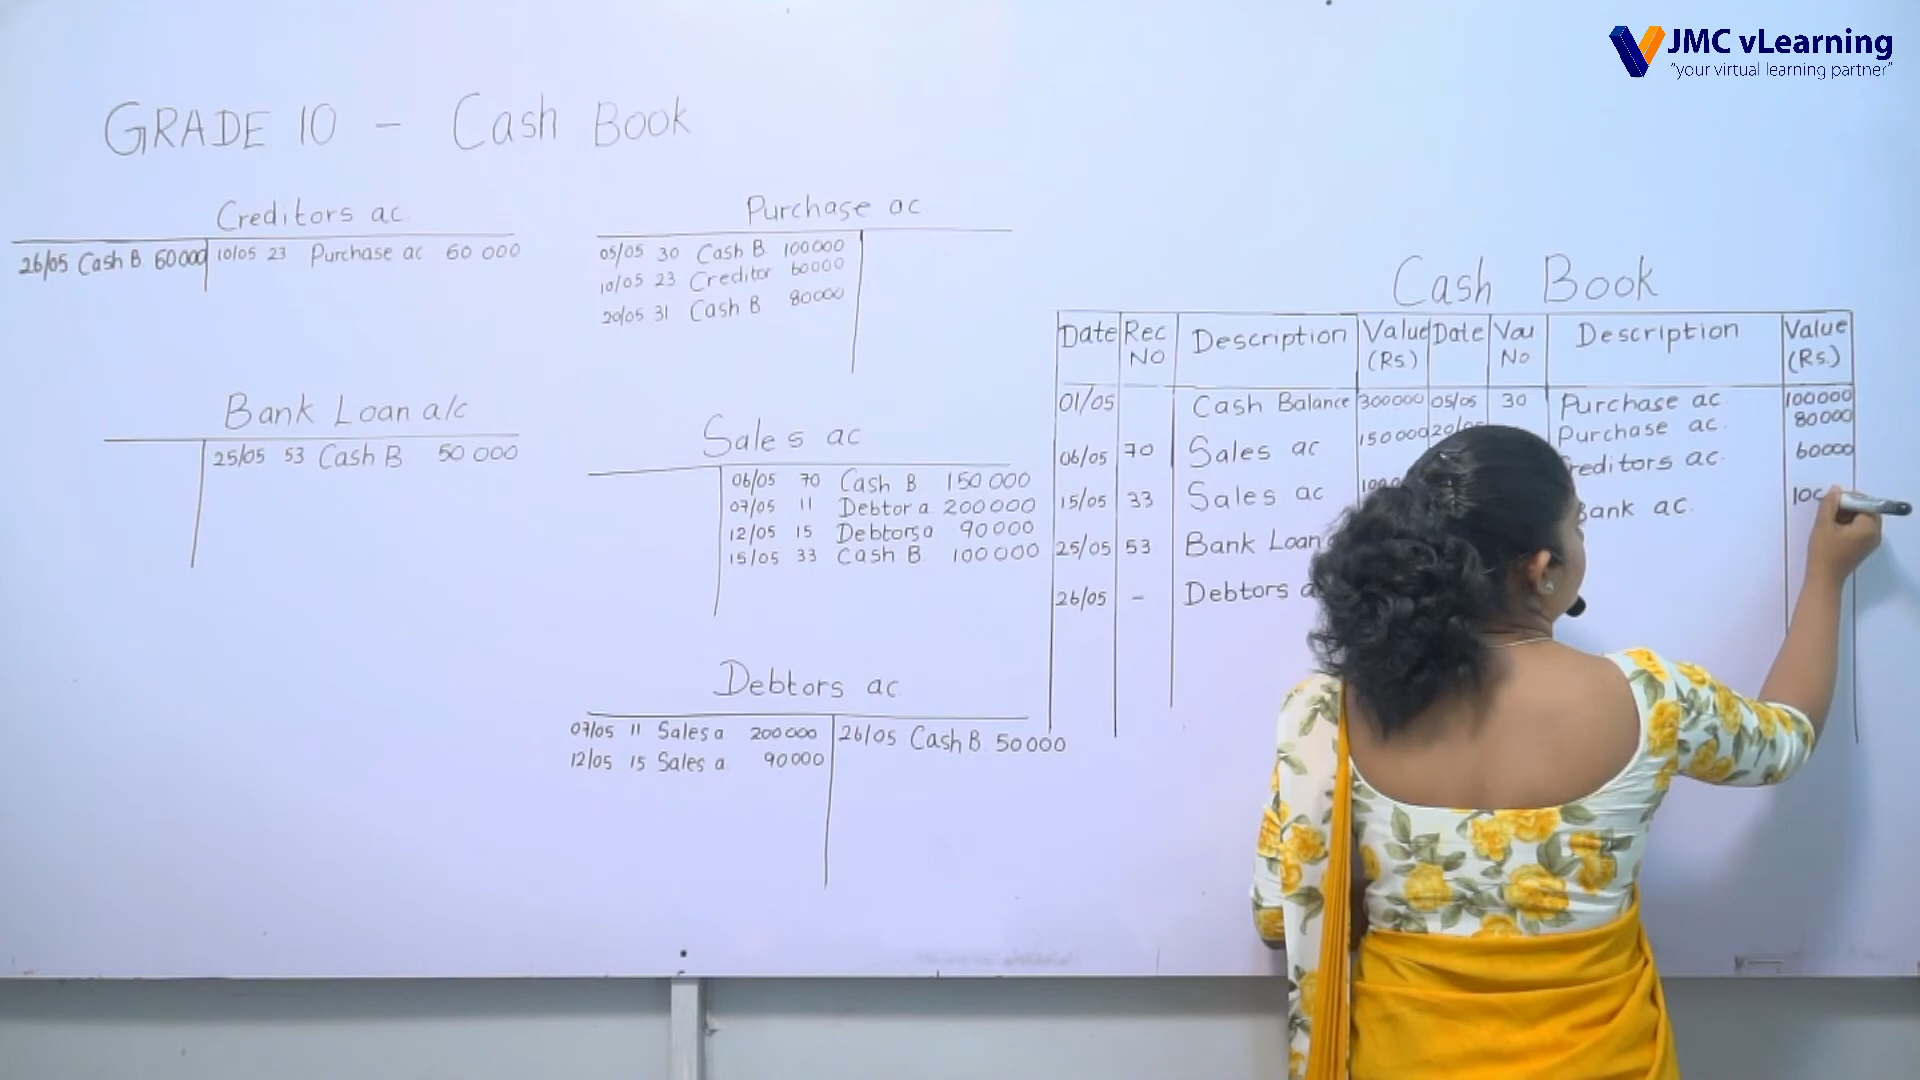 JMC vLearning
"your virtual learning partner"
GRADE 10 - Cash Book
Creditors ac
26/05 Cash B 60000 10/05 23 Purchase ac 60 000
Purchase ac
05/05 30 Cash B 100000
10/05 23 Creditor 60000
20/05 31 Cash B 80000
Bank Loan a/c
25/05 53 Cash B 50 000
Sales ac
06/05 70 Cash B 150 000
07/05 11 Debtor a 200000
12/05 15 Debtors a 90000
15/05 33 Cash B 100 000
Debtors ac
07/05 11 Sales a 200000 26/05 Cash B 50000
12/05 15 Sales a 90000
Cash Book
Date Rec No Description Value (Rs.) Date Vou No. Description Value (Rs.)
01/05 Cash Balance 300000 05/05 30 Purchase ac 100000
06/05 70 Sales ac 150000 Purchase ac. 80000
15/05 33 Sales ac reditors ac. 60000
25/05 53 Bank Loan Bank ac.
26/05 - Debtors a